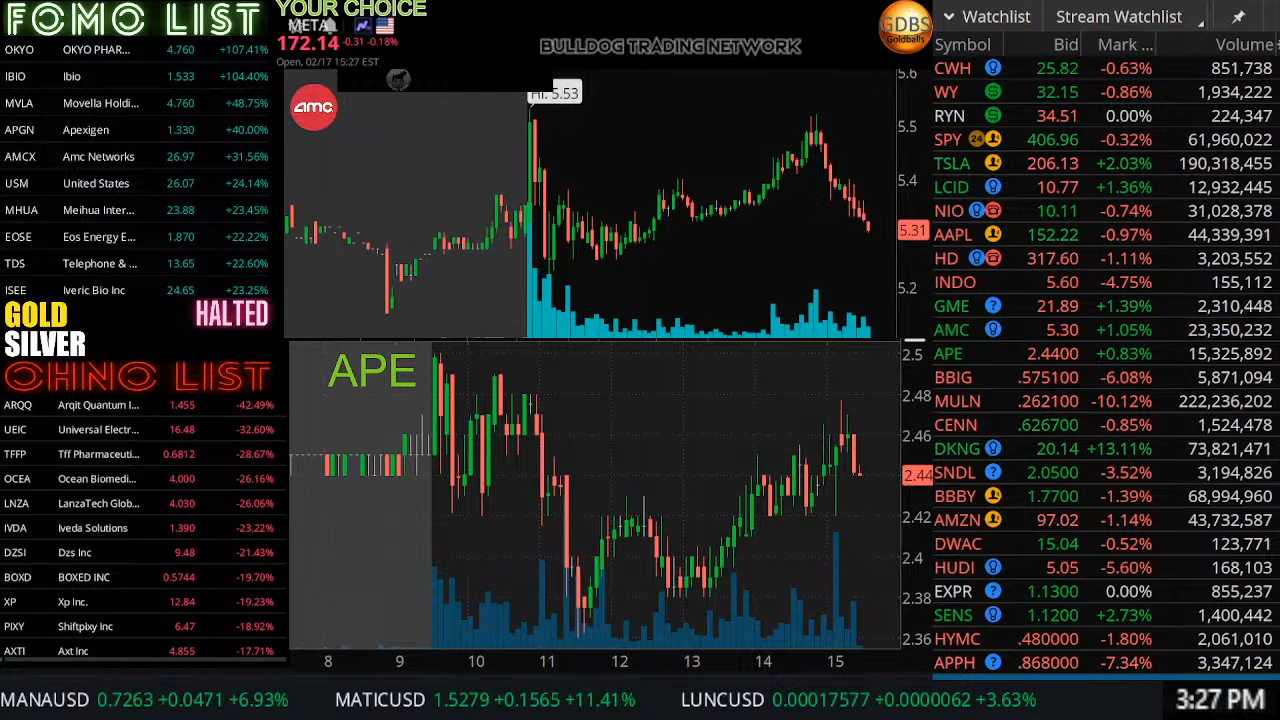 FOMO LIST
OKYO OKYO PHAR... 4.760 +107.41%
IBIO Ibio 1.533 +104.40%
MVLA Movella Holdi... 4.760 +48.75%
APGN Apexigen 1.330 +40.00%
AMCX Amc Networks 26.97 +31.56%
USM United States 26.07 +24.14%
MHUA Meihua Inter... 23.88 +23.45%
EOSE Eos Energy E... 1.870 +22.22%
TDS Telephone & ... 13.65 +22.60%
ISEE Iveric Bio Inc 24.65 +23.25%
GOLD HALTED
SILVER
OHNO LIST
ARQQ Arqit Quantum I... 1.455 -42.49%
UEIC Universal Electr... 16.48 -32.60%
TFFP Tff Pharmaceuti... 0.6812 -28.67%
OCEA Ocean Biomedi... 4.000 -26.16%
LNZA LanzaTech Glob... 4.030 -26.06%
IVDA Iveda Solutions 1.390 -23.22%
DZSI Dzs Inc 9.48 -21.43%
BOXD BOXED INC 0.5744 -19.70%
XP Xp Inc. 12.84 -19.23%
PIXY Shiftpixy Inc 6.47 -18.92%
AXTI Axt Inc 4.855 -17.71%
YOUR CHOICE
META
172.14 -0.31 -0.18%
Open, 02/17 15:27 EST
BULLDOG TRADING NETWORK
GDBS
Goldballs
amc
Hi: 5.53
5.6
5.5
5.4
5.31
5.2
APE
2.5
2.48
2.46
2.44
2.42
2.4
2.38
2.36
8 9 10 11 12 13 14 15
Watchlist Strem Watchlist
Symbol Bid Mark ... Volume
CWH 25.82 -0.63% 851,738
WY 32.15 -0.86% 1,934,222
RYN 34.51 0.00% 224,347
SPY 24 406.96 -0.32% 61,960,022
TSLA 206.13 +2.03% 190,318,455
LCID 10.77 +1.36% 12,932,445
NIO 10.11 -0.74% 31,028,378
AAPL 152.22 -0.97% 44,339,391
HD 317.60 -1.11% 3,203,552
INDO 5.60 -4.75% 155,112
GME ? 21.89 +1.39% 2,310,448
AMC 5.30 +1.05% 23,350,232
APE 2.4400 +0.83% 15,325,892
BBIG .575100 -6.08% 5,871,094
MULN .262100 -10.12% 222,236,202
CENN .626700 -0.85% 1,524,478
DKNG 20.14 +13.11% 73,821,471
SNDL ? 2.0500 -3.52% 3,194,826
BBBY 1.7700 -1.39% 68,994,960
AMZN 97.02 -1.14% 43,732,587
DWAC 15.04 -0.52% 123,771
HUDI 5.05 -5.60% 168,103
EXPR ? 1.1300 0.00% 855,237
SENS 1.1200 +2.73% 1,400,442
HYMC .480000 -1.80% 2,061,010
APPH ? .868000 -7.34% 3,347,124
MANAUSD 0.7263 +0.0471 +6.93% MATICUSD 1.5279 +0.1565 +11.41% LUNCUSD 0.00017577 +0.0000062 +3.63% 3:27 PM